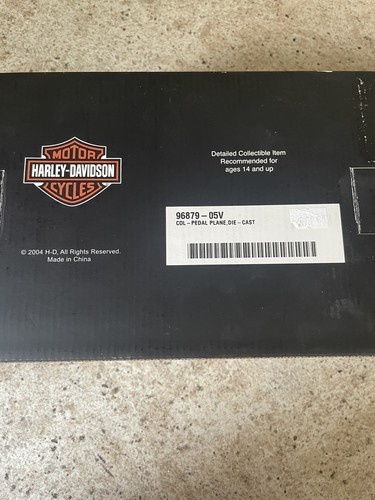 MOTOR
HARLEY-DAVIDSON
CYCLES
Detailed Collectible Item
Recommended for
ages 14 and up
96879-05V
COL-PEDAL PLANE,DIE-CAST
© 2004 H-D, All Rights Reserved.
Made in China